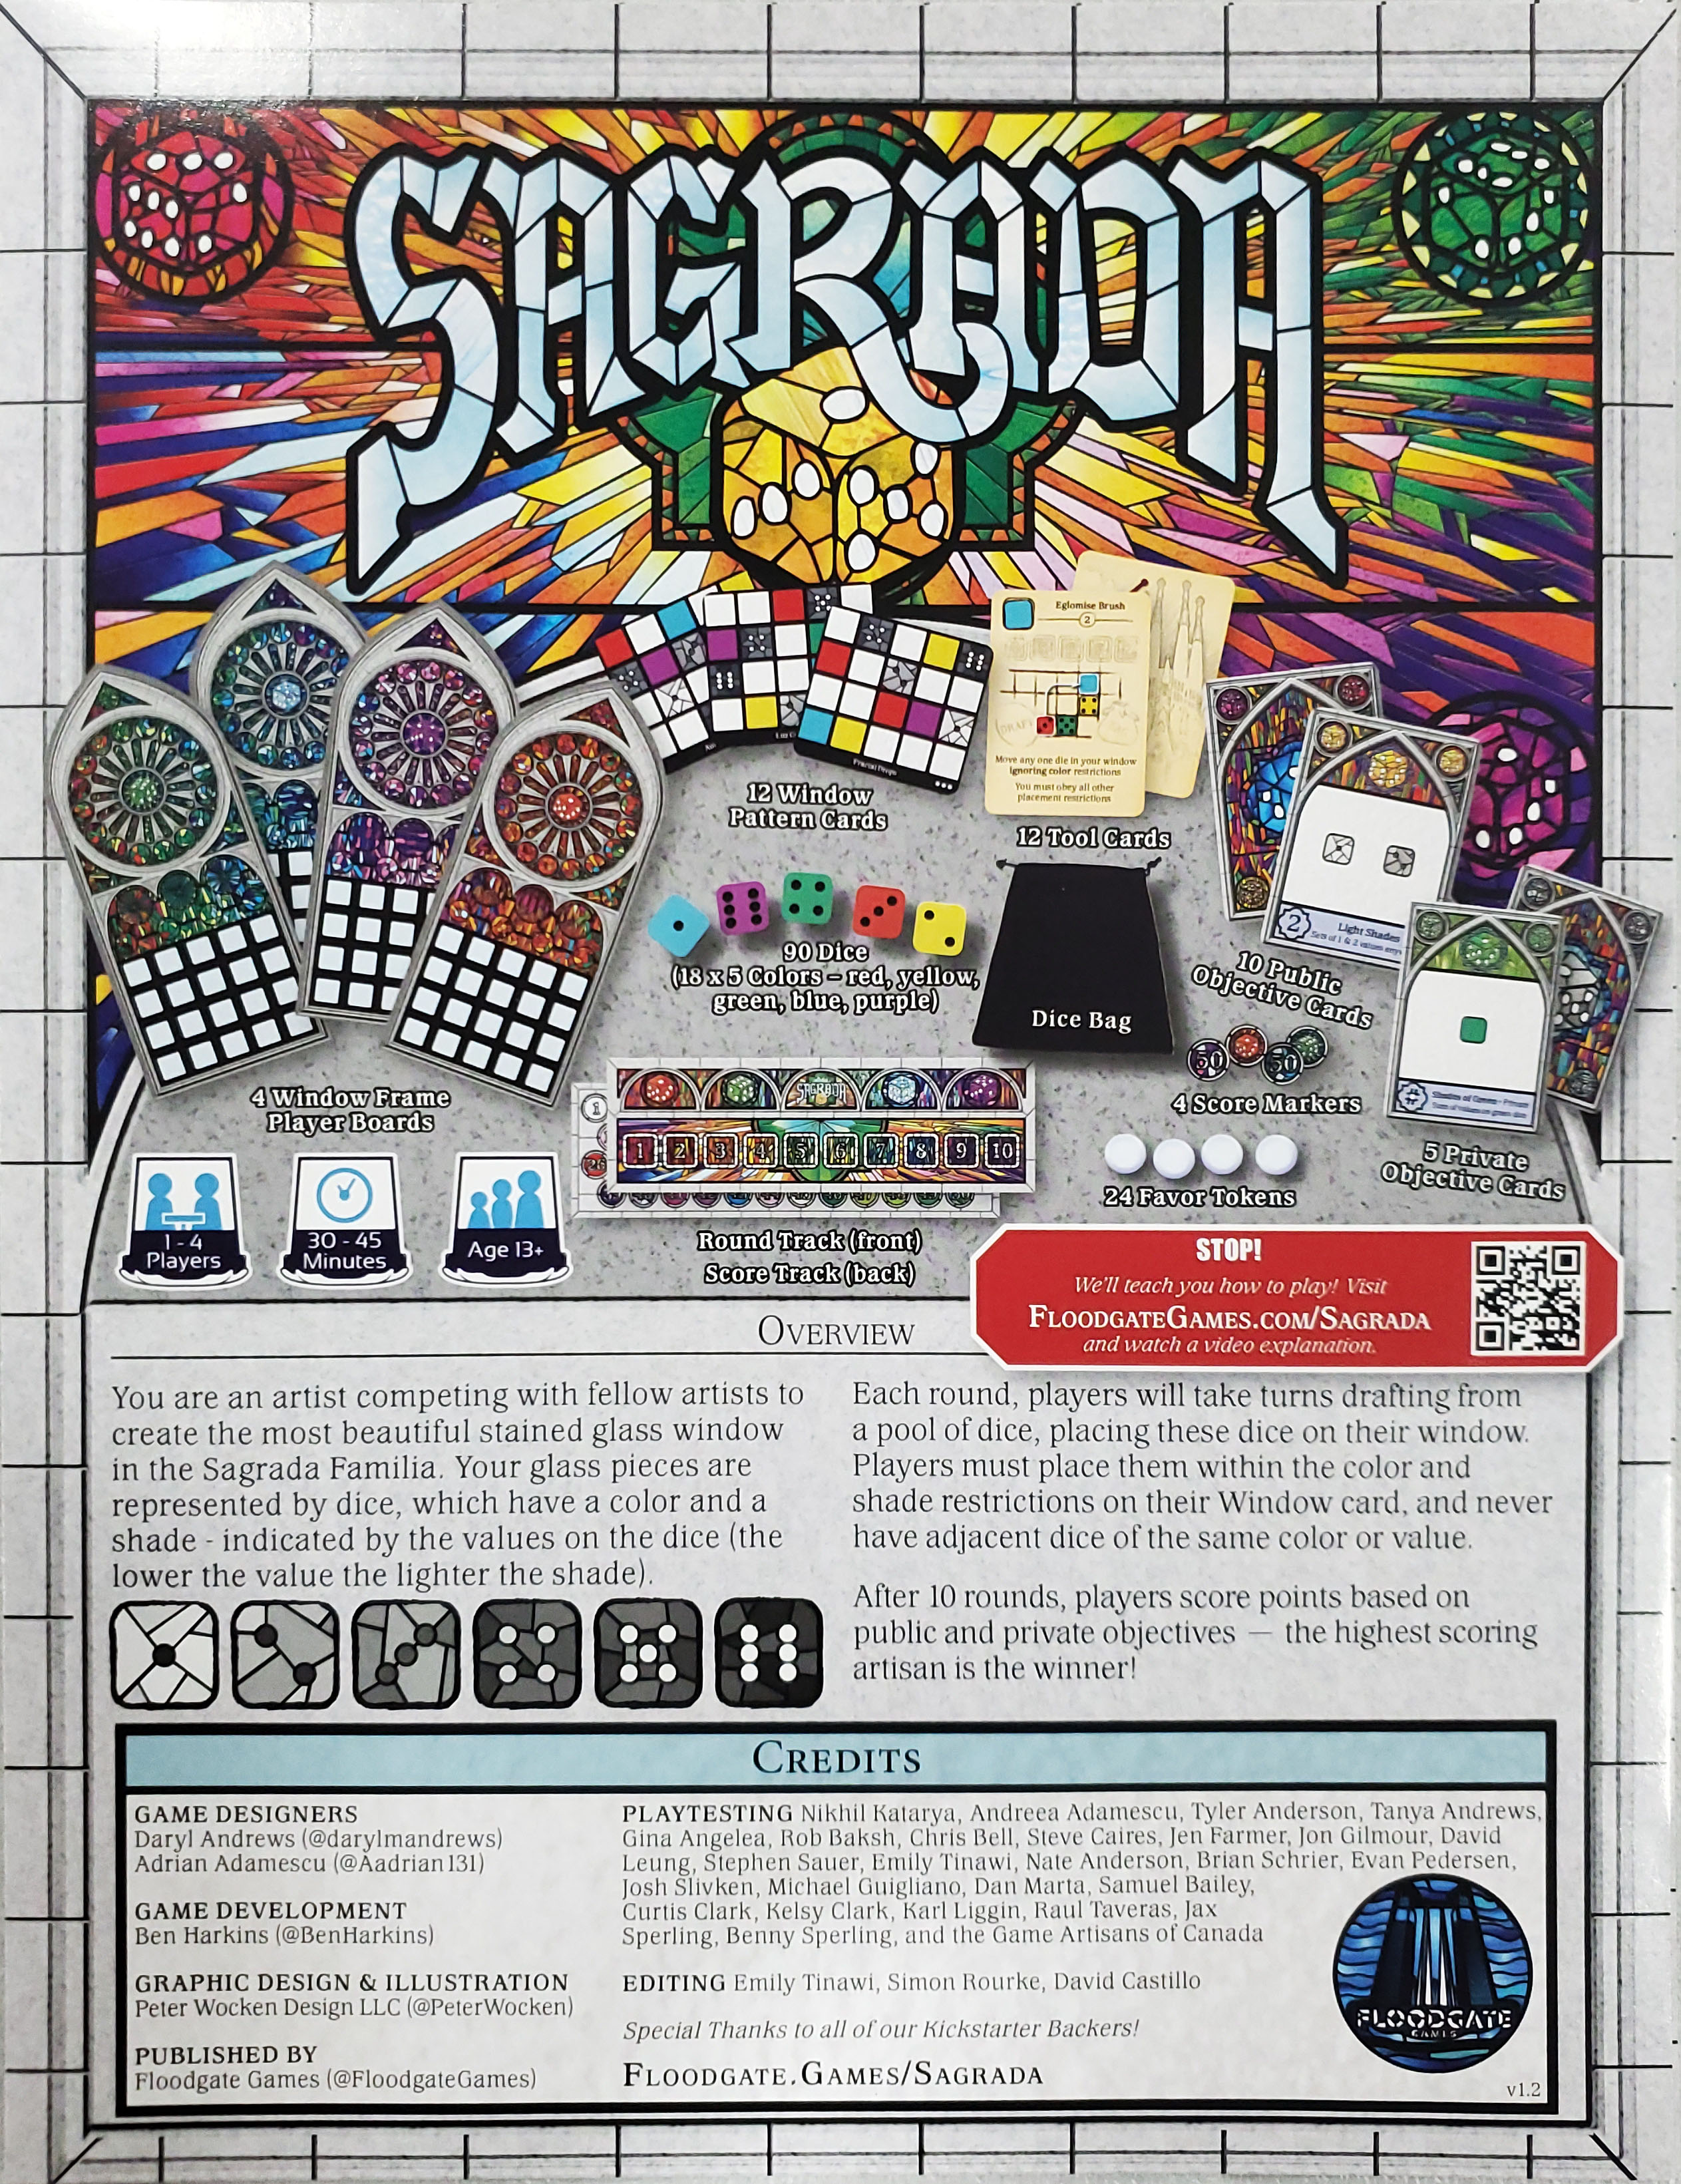 SAGRADA
Eglomise Brush
2
DRAFT
Move any one die in your window
ignoring color restrictions
You must obey all other
placement restrictions
12 Window
Pattern Cards
12 Tool Cards
2
Light Shades
90 Dice
(18 x 5 Colors – red, yellow,
green, blue, purple)
Dice Bag
10 Public
Objective Cards
4 Window Frame
Player Boards
50
50
4 Score Markers
#
5 Private
Objective Cards
24 Favor Tokens
SAGRADA
1
1 2 3 4 5 6 7 8 9 10
Round Track (front)
Score Track (back)
1 - 4
Players
30 - 45
Minutes
Age 13+
STOP!
We'll teach you how to play! Visit
FLOODGATEGAMES.COM/SAGRADA
and watch a video explanation.
OVERVIEW
You are an artist competing with fellow artists to
create the most beautiful stained glass window
in the Sagrada Familia. Your glass pieces are
represented by dice, which have a color and a
shade - indicated by the values on the dice (the
lower the value the lighter the shade).
Each round, players will take turns drafting from
a pool of dice, placing these dice on their window.
Players must place them within the color and
shade restrictions on their Window card, and never
have adjacent dice of the same color or value.
After 10 rounds, players score points based on
public and private objectives — the highest scoring
artisan is the winner!
CREDITS
GAME DESIGNERS
Daryl Andrews (@darylmandrews)
Adrian Adamescu (@Aadrian131)
GAME DEVELOPMENT
Ben Harkins (@BenHarkins)
GRAPHIC DESIGN & ILLUSTRATION
Peter Wocken Design LLC (@PeterWocken)
PUBLISHED BY
Floodgate Games (@FloodgateGames)
PLAYTESTING Nikhil Katarya, Andreea Adamescu, Tyler Anderson, Tanya Andrews,
Gina Angelea, Rob Baksh, Chris Bell, Steve Caires, Jen Farmer, Jon Gilmour, David
Leung, Stephen Sauer, Emily Tinawi, Nate Anderson, Brian Schrier, Evan Pedersen,
Josh Slivken, Michael Guigliano, Dan Marta, Samuel Bailey,
Curtis Clark, Kelsy Clark, Karl Liggin, Raul Taveras, Jax
Sperling, Benny Sperling, and the Game Artisans of Canada
EDITING Emily Tinawi, Simon Rourke, David Castillo
Special Thanks to all of our Kickstarter Backers!
FLOODGATE.GAMES/SAGRADA
FLOODGATE
GAMES
v1.2